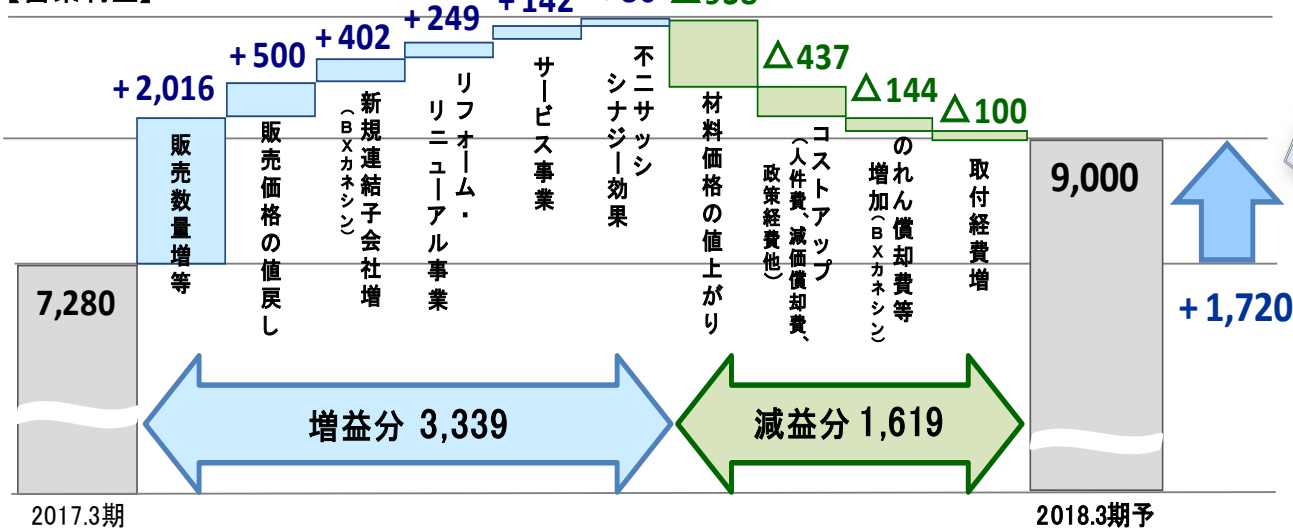 【営業利益】
+2,016
+500
+402
+249
+142
+30
△938
△437
△144
△100
販売数量増等
販売価格の値戻し
新規連結子会社増
（BXカネシン）
リフォーム・
リニューアル事業
サービス事業
不二サッシ
シナジー効果
材料価格の値上がり
コストアップ
（人件費、減価償却費、
政策経費他）
のれん償却費等
増加（BXカネシン）
取付経費増
7,280
9,000
+1,720
増益分 3,339
減益分 1,619
2017.3期
2018.3期予